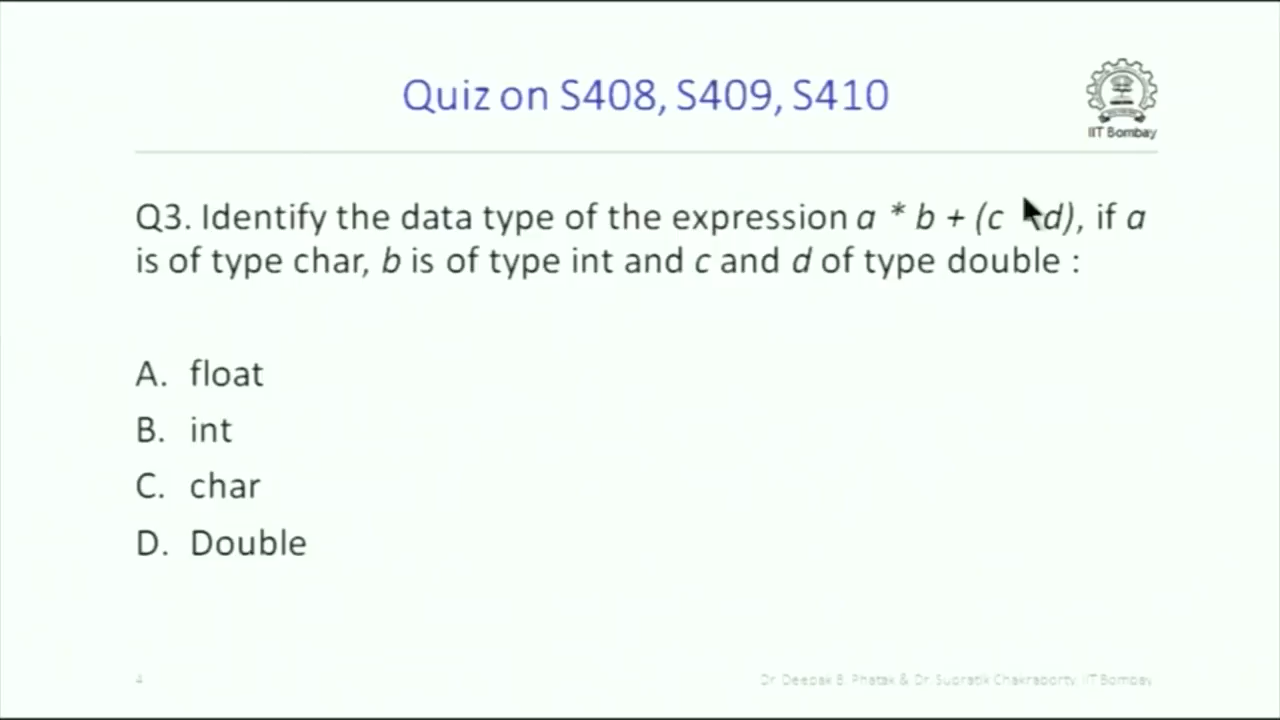 Quiz on S408, S409, S410
IIT Bombay
Q3. Identify the data type of the expression a * b + (c d), if a
is of type char, b is of type int and c and d of type double :
A. float
B. int
C. char
D. Double
4
Dr. Deepak B. Phatak & Dr. Supratik Chakraborty, IIT Bombay